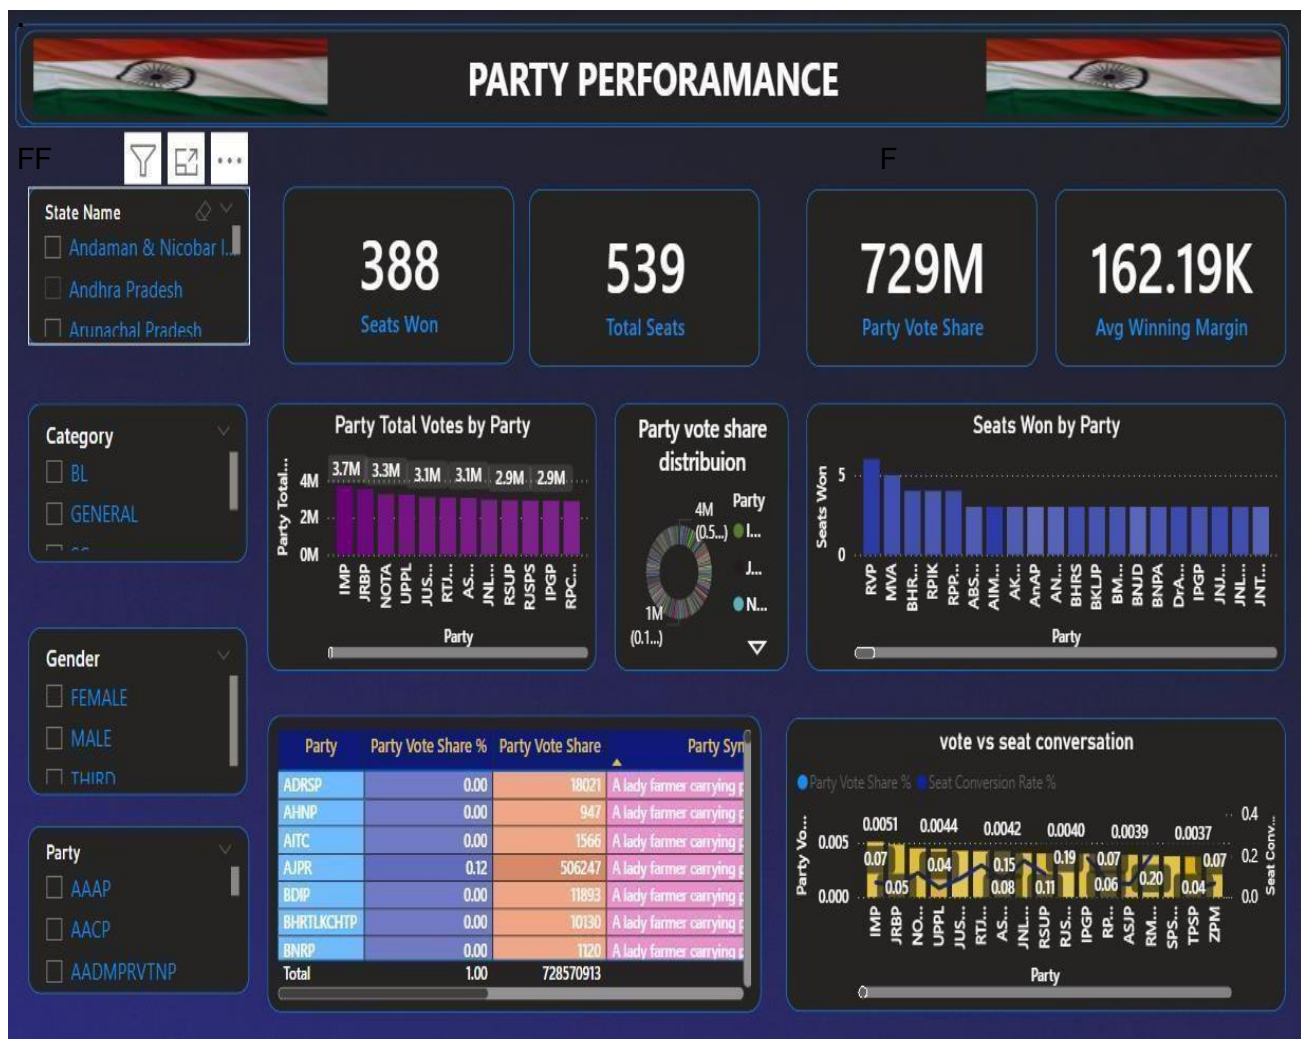 PARTY PERFORAMANCE
FF
F
State Name
Andaman & Nicobar I...
Andhra Pradesh
Arunachal Pradesh
388
Seats Won
539
Total Seats
729M
Party Vote Share
162.19K
Avg Winning Margin
Category
BL
GENERAL
SC
Gender
FEMALE
MALE
THIRD
Party
AAAP
AACP
AADMPRVTNP
Party Total Votes by Party
Party Total...
4M
2M
0M
3.7M 3.3M 3.1M 3.1M 2.9M 2.9M
IMP JRBP NOTA UPPL JUS... RTJ... AS... JNL... RSUP RJSPS IPGP RPC...
Party
Party vote share
distribuion
4M
(0.5...)
1M
(0.1...)
Party
I...
J...
N...
Seats Won by Party
Seats Won
5
0
RVP MVA BHR... RPIK RPP... ABS... AIM... AK... AnAP AN... BHRS BKLJP BM... BNJD BNPA DrA... IPGP JNJ... JNL... JNT...
Party
Party Party Vote Share % Party Vote Share Party Sym
ADRSP 0.00 18021 A lady farmer carrying p
AHNP 0.00 947 A lady farmer carrying p
AITC 0.00 1566 A lady farmer carrying p
AJPR 0.12 506247 A lady farmer carrying p
BDIP 0.00 11893 A lady farmer carrying p
BHRTLKCHTP 0.00 10130 A lady farmer carrying p
BNRP 0.00 1120 A lady farmer carrying p
Total 1.00 728570913
vote vs seat conversation
Party Vote Share % Seat Conversion Rate %
Party Vo...
0.005
0.000
0.0051 0.0044 0.0042 0.0040 0.0039 0.0037
0.07 0.05 0.04 0.15 0.08 0.11 0.19 0.07 0.06 0.20 0.04 0.07
0.4
0.2
0.0
Seat Conv...
IMP JRBP NO... UPPL JUS... RTJ... AS... JNL... RSUP RJS... IPGP RP... ASJP RM... SPS... TPSP ZPM
Party